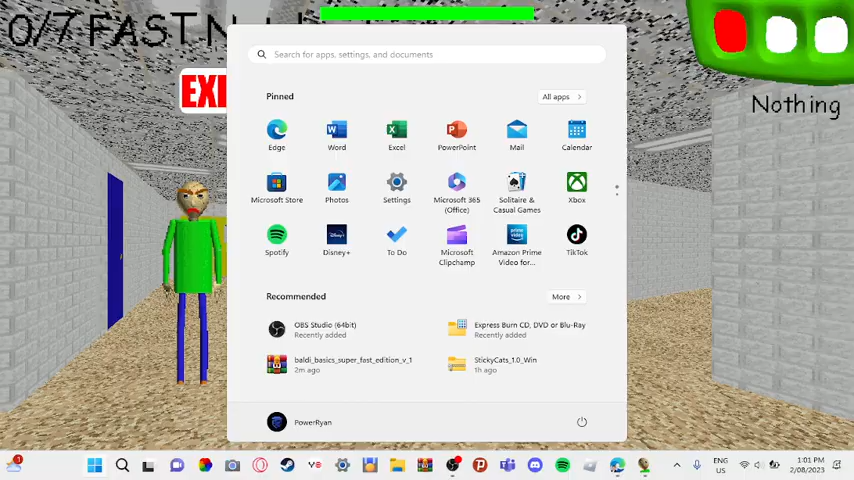 0/7 FAST N
EXI
Nothing
Search for apps, settings, and documents
Pinned
All apps >
Edge
Word
Excel
PowerPoint
Mail
Calendar
Microsoft Store
Photos
Settings
Microsoft 365
(Office)
Solitaire &
Casual Games
Xbox
Spotify
Disney+
To Do
Microsoft
Clipchamp
Amazon Prime
Video for...
TikTok
Recommended
More >
OBS Studio (64bit)
Recently added
Express Burn CD, DVD or Blu-Ray
Recently added
baldi_basics_super_fast_edition_v_1
2m ago
StickyCats_1.0_Win
1h ago
PowerRyan
ENG
US
1:01 PM
2/08/2023